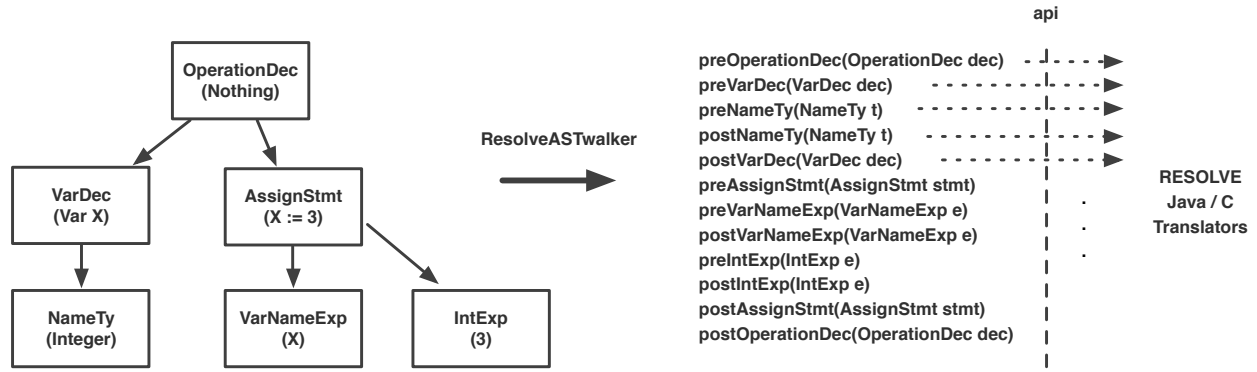 OperationDec
(Nothing)
VarDec
(Var X)
AssignStmt
(X := 3)
NameTy
(Integer)
VarNameExp
(X)
IntExp
(3)
ResolveASTwalker
api
preOperationDec(OperationDec dec)
preVarDec(VarDec dec)
preNameTy(NameTy t)
postNameTy(NameTy t)
postVarDec(VarDec dec)
preAssignStmt(AssignStmt stmt)
preVarNameExp(VarNameExp e)
postVarNameExp(VarNameExp e)
preIntExp(IntExp e)
postIntExp(IntExp e)
postAssignStmt(AssignStmt stmt)
postOperationDec(OperationDec dec)
RESOLVE
Java / C
Translators